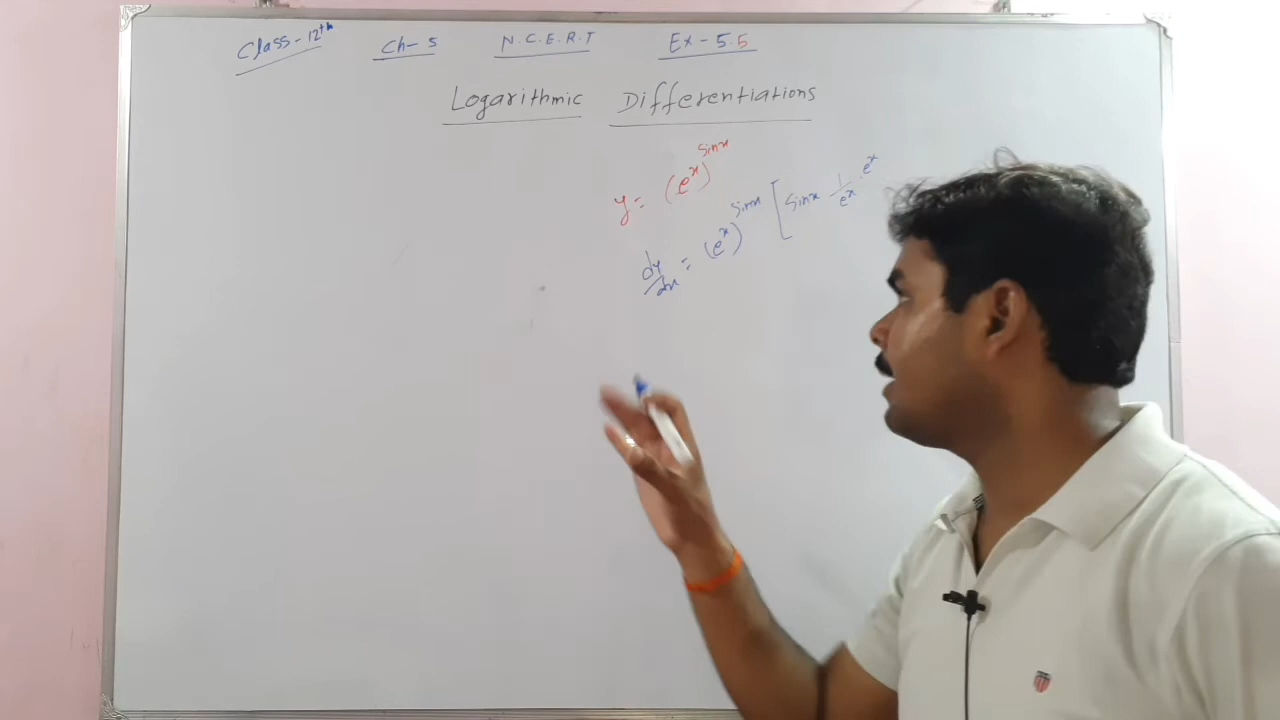 Class-12th Ch-5 N.C.E.R.T Ex-5.5
Logarithmic Differentiations
y = (e^x)^sinx
dy/dx = (e^x)^sinx [sinx 1/e^x . e^x